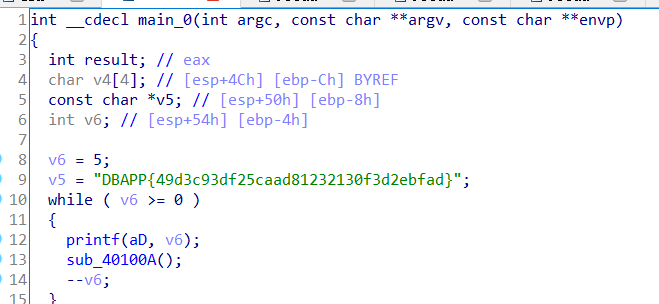 1 int __cdecl main_0(int argc, const char **argv, const char **envp)
2 {
3 int result; // eax
4 char v4[4]; // [esp+4Ch] [ebp-Ch] BYREF
5 const char *v5; // [esp+50h] [ebp-8h]
6 int v6; // [esp+54h] [ebp-4h]
7
8 v6 = 5;
9 v5 = "DBAPP{49d3c93df25caad81232130f3d2ebfad}";
10 while ( v6 >= 0 )
11 {
12 printf(aD, v6);
13 sub_40100A();
14 --v6;
15 }